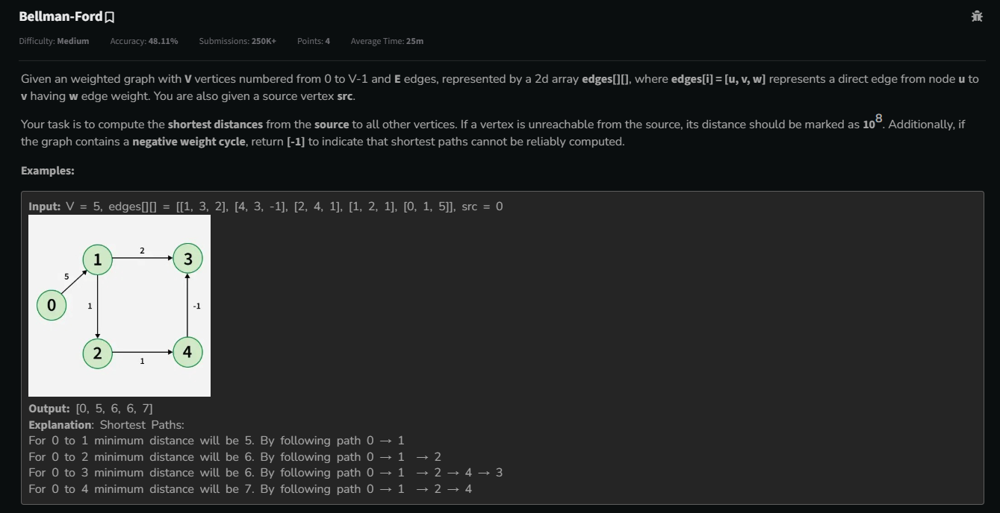 Bellman-Ford
Difficulty: Medium Accuracy: 48.11% Submissions: 250K+ Points: 4 Average Time: 25m
Given an weighted graph with V vertices numbered from 0 to V-1 and E edges, represented by a 2d array edges[][], where edges[i] = [u, v, w] represents a direct edge from node u to
v having w edge weight. You are also given a source vertex src.
Your task is to compute the shortest distances from the source to all other vertices. If a vertex is unreachable from the source, its distance should be marked as 10⁸. Additionally, if
the graph contains a negative weight cycle, return [-1] to indicate that shortest paths cannot be reliably computed.
Examples:
Input: V = 5, edges[][] = [[1, 3, 2], [4, 3, -1], [2, 4, 1], [1, 2, 1], [0, 1, 5]], src = 0
2
1 3
5
0 1 -1
2 4
1
Output: [0, 5, 6, 6, 7]
Explanation: Shortest Paths:
For 0 to 1 minimum distance will be 5. By following path 0 → 1
For 0 to 2 minimum distance will be 6. By following path 0 → 1 → 2
For 0 to 3 minimum distance will be 6. By following path 0 → 1 → 2 → 4 → 3
For 0 to 4 minimum distance will be 7. By following path 0 → 1 → 2 → 4